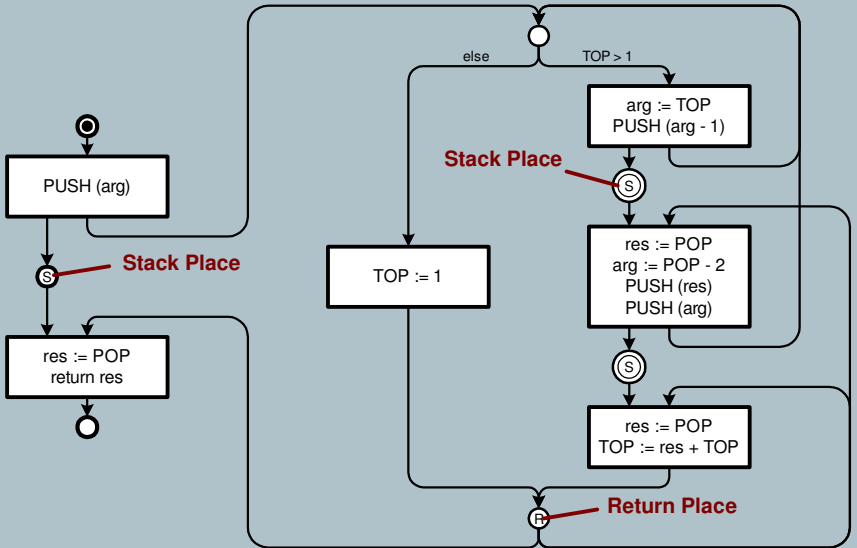 else
TOP > 1
arg := TOP
PUSH (arg - 1)
Stack Place
S
PUSH (arg)
Stack Place
S
res := POP
arg := POP - 2
PUSH (res)
PUSH (arg)
TOP := 1
S
res := POP
return res
res := POP
TOP := res + TOP
Return Place
R